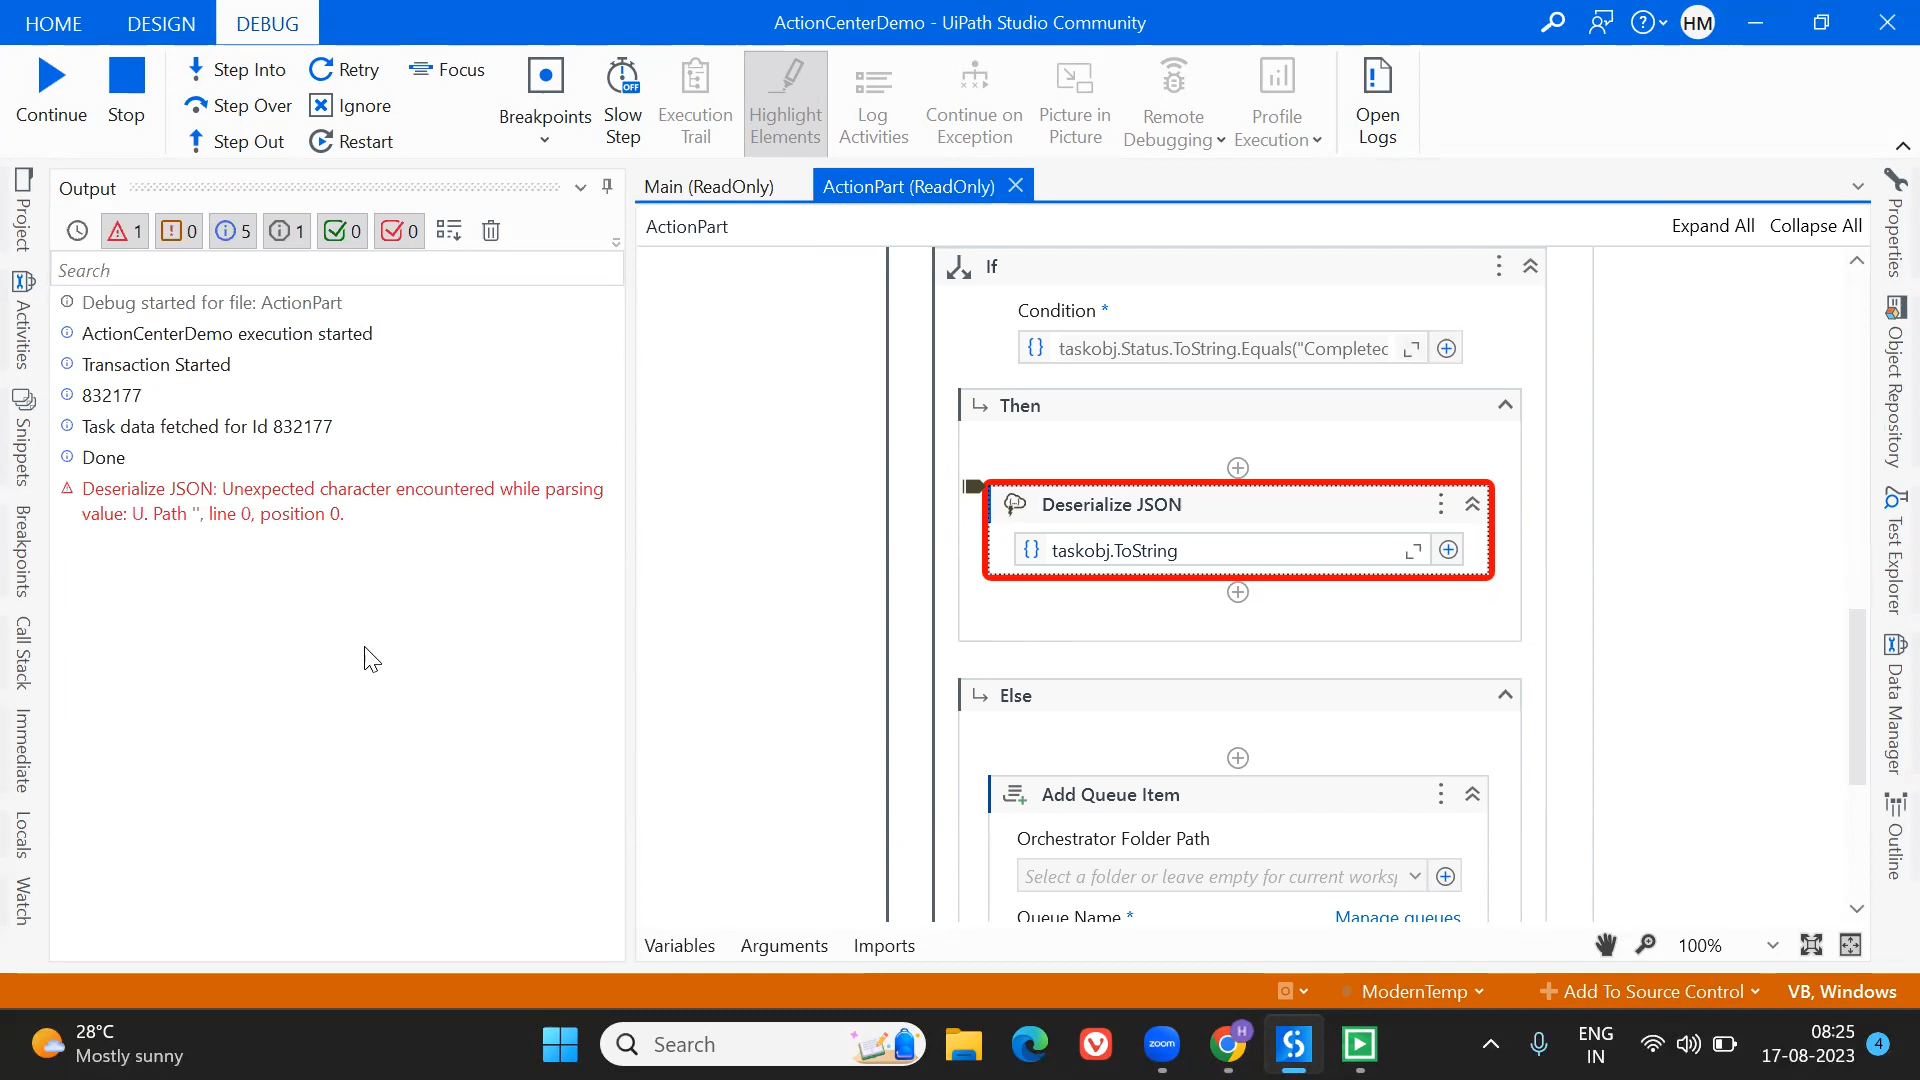 HOME DESIGN DEBUG
ActionCenterDemo - UiPath Studio Community
HM
Continue
Stop
Step Into
Step Over
Step Out
Retry
Ignore
Restart
Focus
Breakpoints
Slow
Step
OFF
Execution
Trail
Highlight
Elements
Log
Activities
Continue on
Exception
Picture in
Picture
Remote
Debugging
Profile
Execution
Open
Logs
Project
Activities
Snippets
Breakpoints
Call Stack
Immediate
Locals
Watch
Output
1 0 5 1 0 0
Search
Debug started for file: ActionPart
ActionCenterDemo execution started
Transaction Started
832177
Task data fetched for Id 832177
Done
Deserialize JSON: Unexpected character encountered while parsing
value: U. Path '', line 0, position 0.
Main (ReadOnly)
ActionPart (ReadOnly)
ActionPart
Expand All Collapse All
If
Condition *
taskobj.Status.ToString.Equals("Completed
Then
Deserialize JSON
taskobj.ToString
Else
Add Queue Item
Orchestrator Folder Path
Select a folder or leave empty for current worksp
Queue Name * Manage queues
Variables Arguments Imports
100%
Properties
Object Repository
Test Explorer
Data Manager
Outline
ModernTemp
Add To Source Control
VB, Windows
28°C
Mostly sunny
Search
zoom
H
ENG
IN
08:25
17-08-2023
4